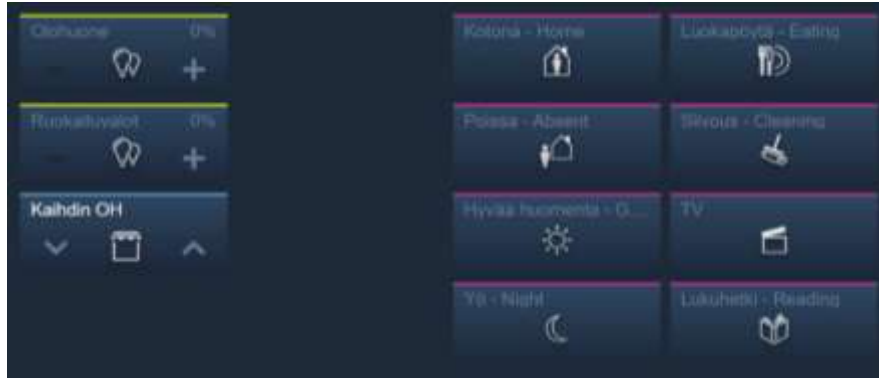 Olohuone 0%
Ruokailuvalot 0%
Kaihdin OH
Kotona - Home
Luokapöytä - Eating
Poissa - Absent
Siivous - Cleaning
Hyvää huomenta - G...
TV
Yö - Night
Lukuhetki - Reading